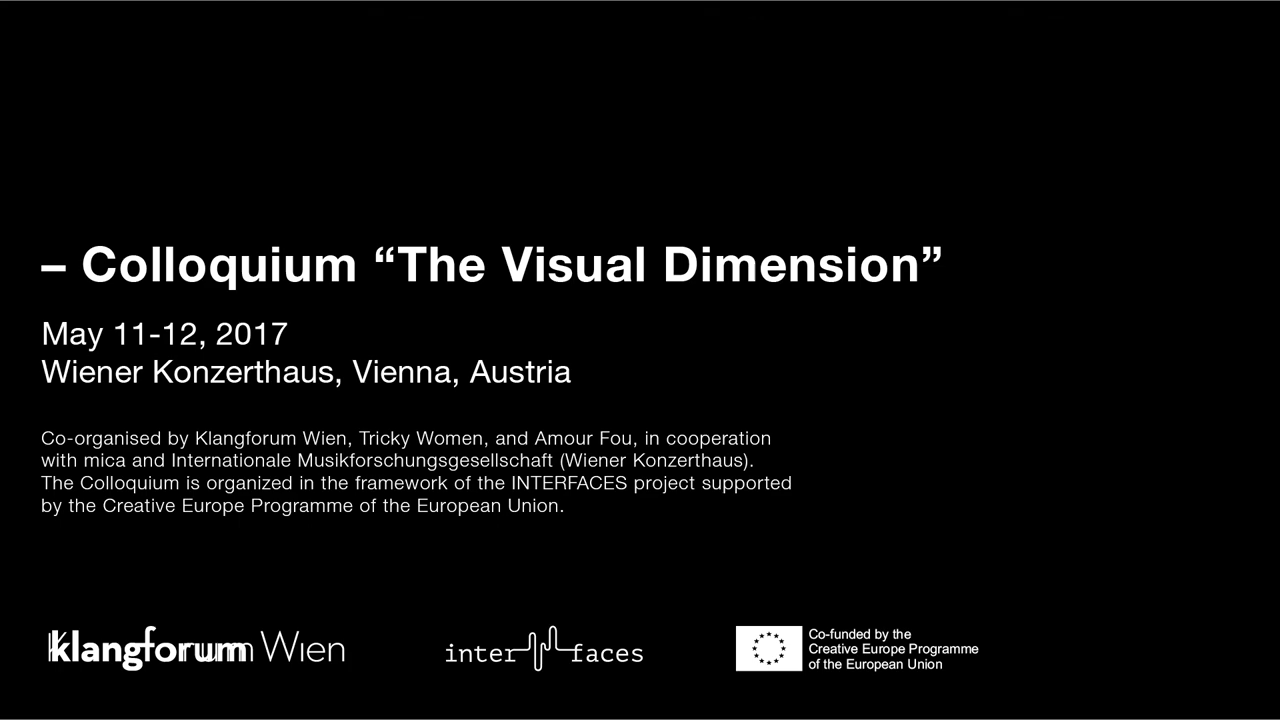 – Colloquium “The Visual Dimension”
May 11-12, 2017
Wiener Konzerthaus, Vienna, Austria
Co-organised by Klangforum Wien, Tricky Women, and Amour Fou, in cooperation
with mica and Internationale Musikforschungsgesellschaft (Wiener Konzerthaus).
The Colloquium is organized in the framework of the INTERFACES project supported
by the Creative Europe Programme of the European Union.
klangforum Wien
inter faces
Co-funded by the
Creative Europe Programme
of the European Union